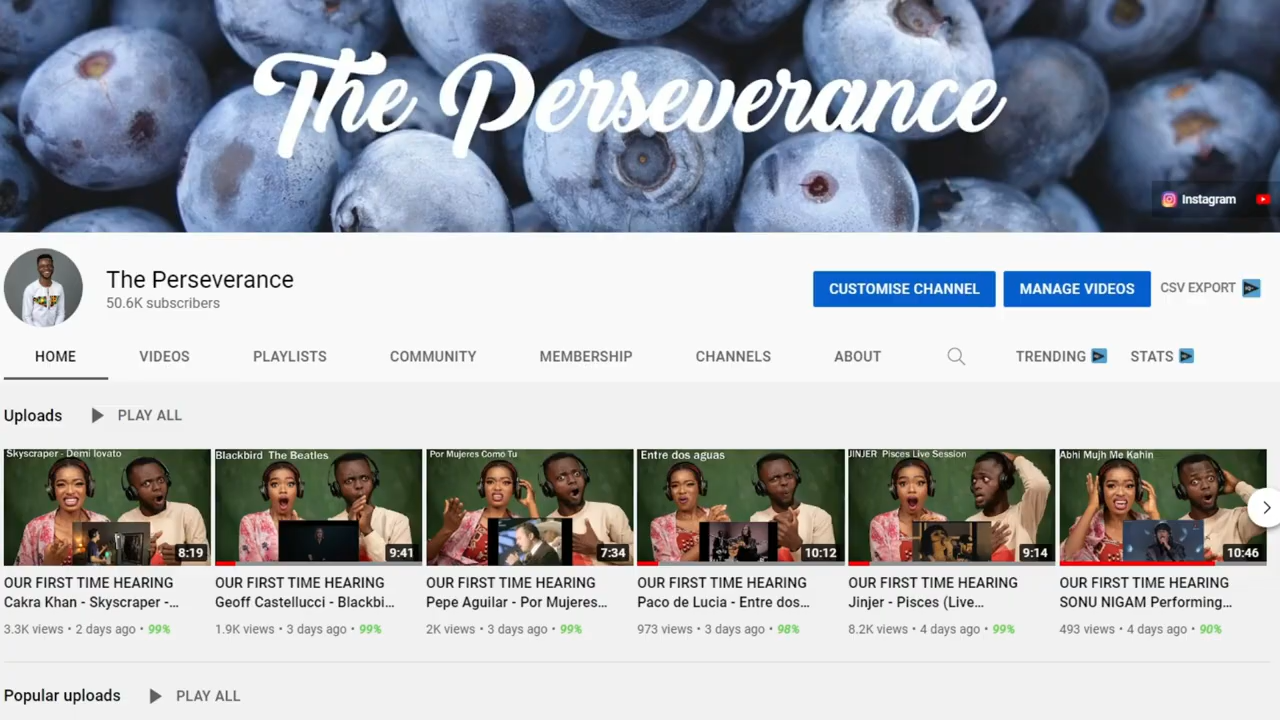 The Perseverance
Instagram
The Perseverance
50.6K subscribers
CUSTOMISE CHANNEL
MANAGE VIDEOS
CSV EXPORT
HOME
VIDEOS
PLAYLISTS
COMMUNITY
MEMBERSHIP
CHANNELS
ABOUT
TRENDING
STATS
Uploads
PLAY ALL
Skyscraper - Demi lovato
8:19
OUR FIRST TIME HEARING
Cakra Khan - Skyscraper -...
3.3K views • 2 days ago • 99%
Blackbird The Beatles
9:41
OUR FIRST TIME HEARING
Geoff Castellucci - Blackbi...
1.9K views • 3 days ago • 99%
Por Mujeres Como Tu
7:34
OUR FIRST TIME HEARING
Pepe Aguilar - Por Mujeres...
2K views • 3 days ago • 99%
Entre dos aguas
10:12
OUR FIRST TIME HEARING
Paco de Lucia - Entre dos...
973 views • 3 days ago • 98%
JINJER Pisces Live Session
9:14
OUR FIRST TIME HEARING
Jinjer - Pisces (Live...
8.2K views • 4 days ago • 99%
Abhi Mujh Me Kahin
10:46
OUR FIRST TIME HEARING
SONU NIGAM Performing...
493 views • 4 days ago • 90%
Popular uploads
PLAY ALL